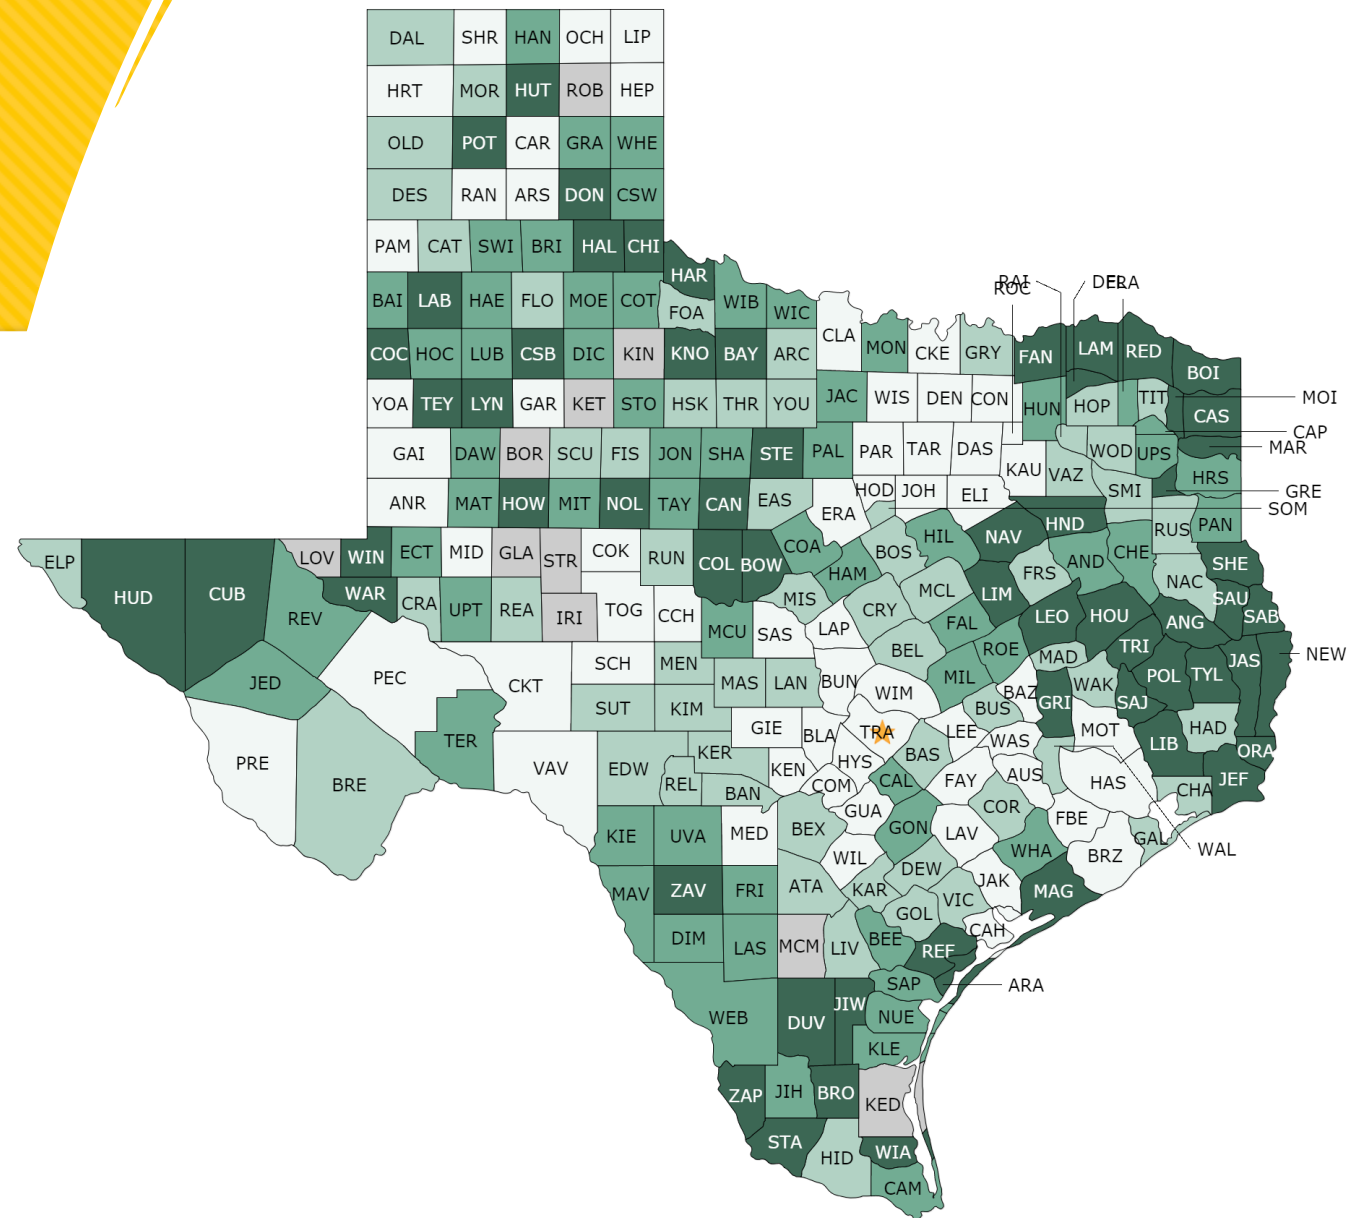 DAL SHR HAN OCH LIP
HRT MOR HUT ROB HEP
OLD POT CAR GRA WHE
DES RAN ARS DON CSW
PAM CAT SWI BRI HAL CHI
HAR
RAI DEL FRA
ROC
BAI LAB HAE FLO MOE COT FOA WIB WIC
CLA MON CKE GRY FAN LAM RED BOI
COC HOC LUB CSB DIC KIN KNO BAY ARC
YOA TEY LYN GAR KET STO HSK THR YOU JAC WIS DEN CON HUN HOP TIT CAS MOI
CAP
MAR
GAI DAW BOR SCU FIS JON SHA STE PAL PAR TAR DAS KAU VAZ WOD UPS HRS
GRE
SOM
ANR MAT HOW MIT NOL TAY CAN EAS ERA HOD JOH ELI SMI RUS PAN
ELP LOV WIN ECT MID GLA STR COK RUN COL BOW COA HAM BOS HIL NAV HND AND CHE SHE
HUD CUB REV WAR CRA UPT REA IRI TOG CCH MCU MIS CRY MCL LIM FRS LEO HOU NAC SAU SAB
SAS LAP BEL FAL ROE MAD TRI ANG JAS NEW
JED PEC CKT SCH MEN MAS LAN BUN WIM MIL BAZ GRI WAK SAJ POL TYL
SUT KIM BUS
PRE TER GIE BLA TRA LEE WAS MOT LIB HAD ORA
BRE VAV EDW KER REL BAN KEN HYS COM BAS CAL FAY AUS HAS CHA JEF
KIE UVA MED BEX GUA GON LAV COR FBE BRZ GAL WAL
WIL WHA
MAV ZAV FRI ATA KAR DEW JAK MAG
DIM LAS MCM LIV BEE GOL VIC CAH REF
WEB DUV JIW SAP ARA
NUE
KLE
ZAP JIH BRO KED
STA HID WIA
CAM